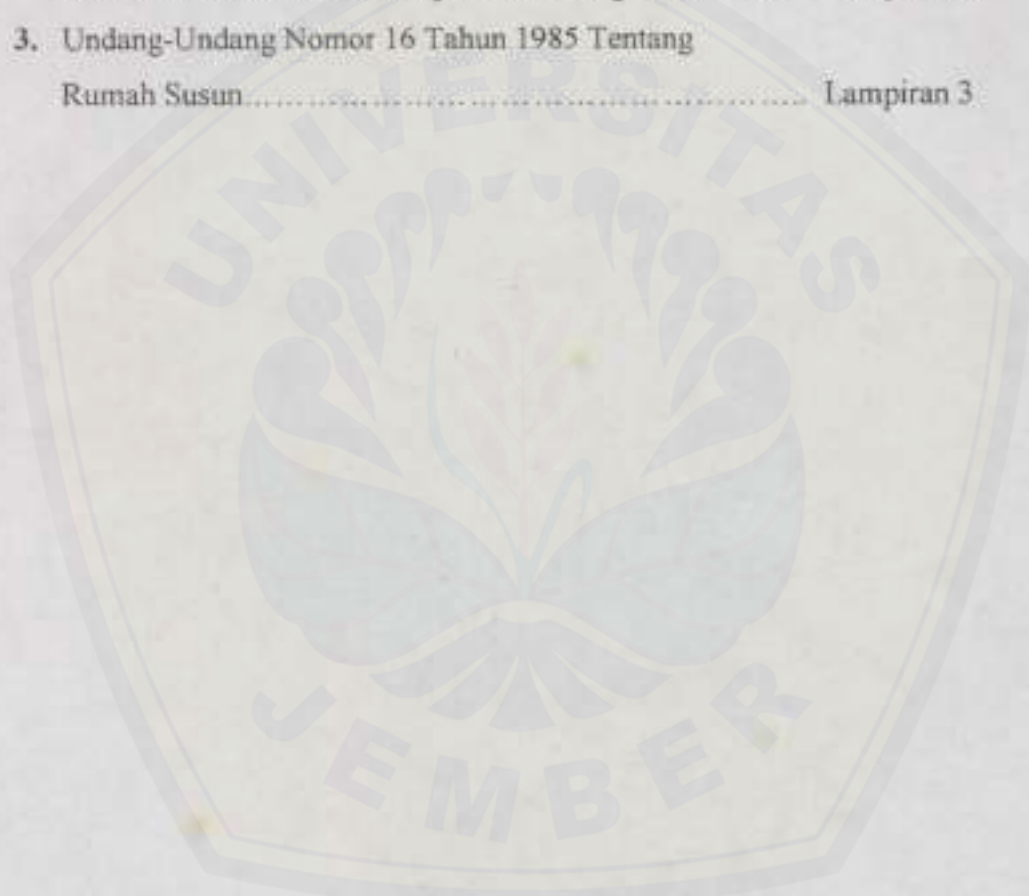 3. Undang-Undang Nomor 16 Tahun 1985 Tentang
Rumah Susun.................................................... Lampiran 3
UNIVERSITAS
JEMBER